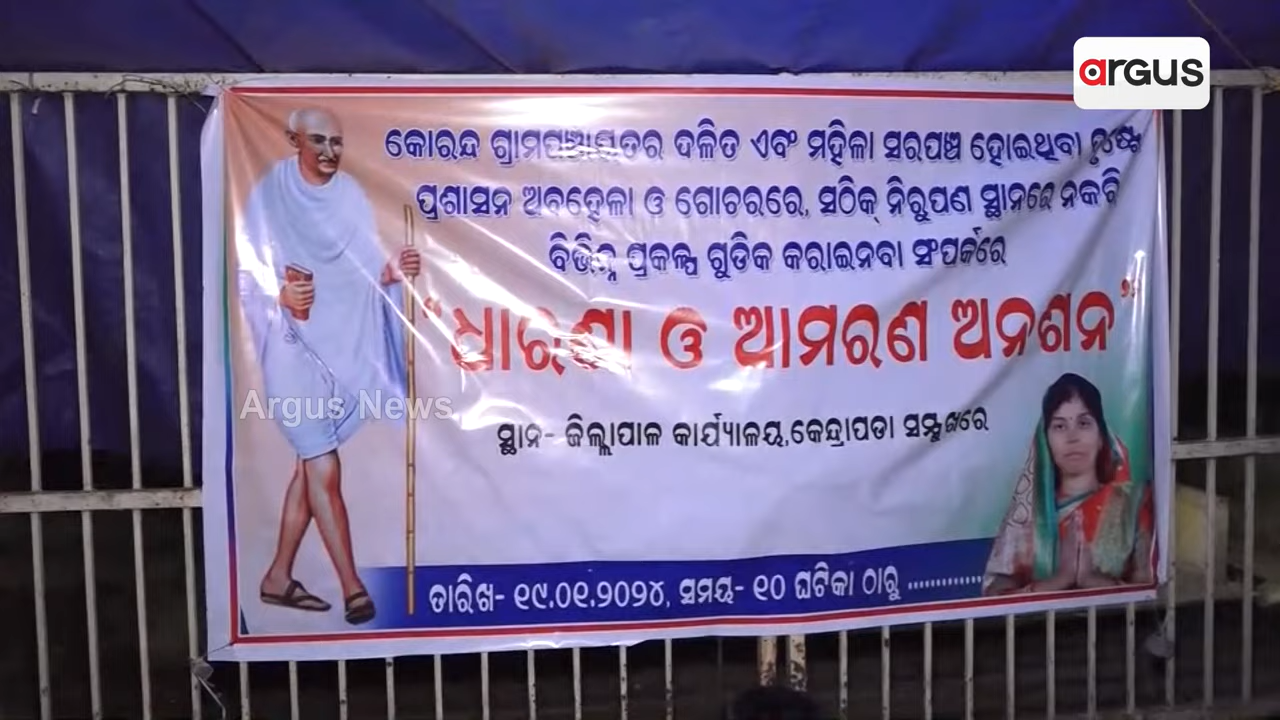 argus
କୋରନ୍ଦ ଗ୍ରାମପଞ୍ଚାୟତର ଦଳିତ ଏବଂ ମହିଳା ସରପଞ୍ଚ ହୋଇଥିବା
ପ୍ରଶାସନ ଅବହେଳା ଓ ଗୋଚରରେ, ସଠିକ୍ ନିରୁପଣ ସ୍ଥାନରେ ନକରି
ବିଭିନ୍ନ ପ୍ରକଳ୍ପ ଗୁଡିକ କରାଇନବା ସଂପର୍କରେ
“ଧାରଣା ଓ ଆମରଣ ଅନଶନ”
Argus News
ସ୍ଥାନ- ଜିଲ୍ଲାପାଳ କାର୍ଯ୍ୟାଳୟ,କେନ୍ଦ୍ରାପଡା ସମ୍ମୁଖରେ
ତାରିଖ- ୧୯.୦୧.୨୦୨୪, ସମୟ- ୧୦ ଘଟିକା ଠାରୁ ............